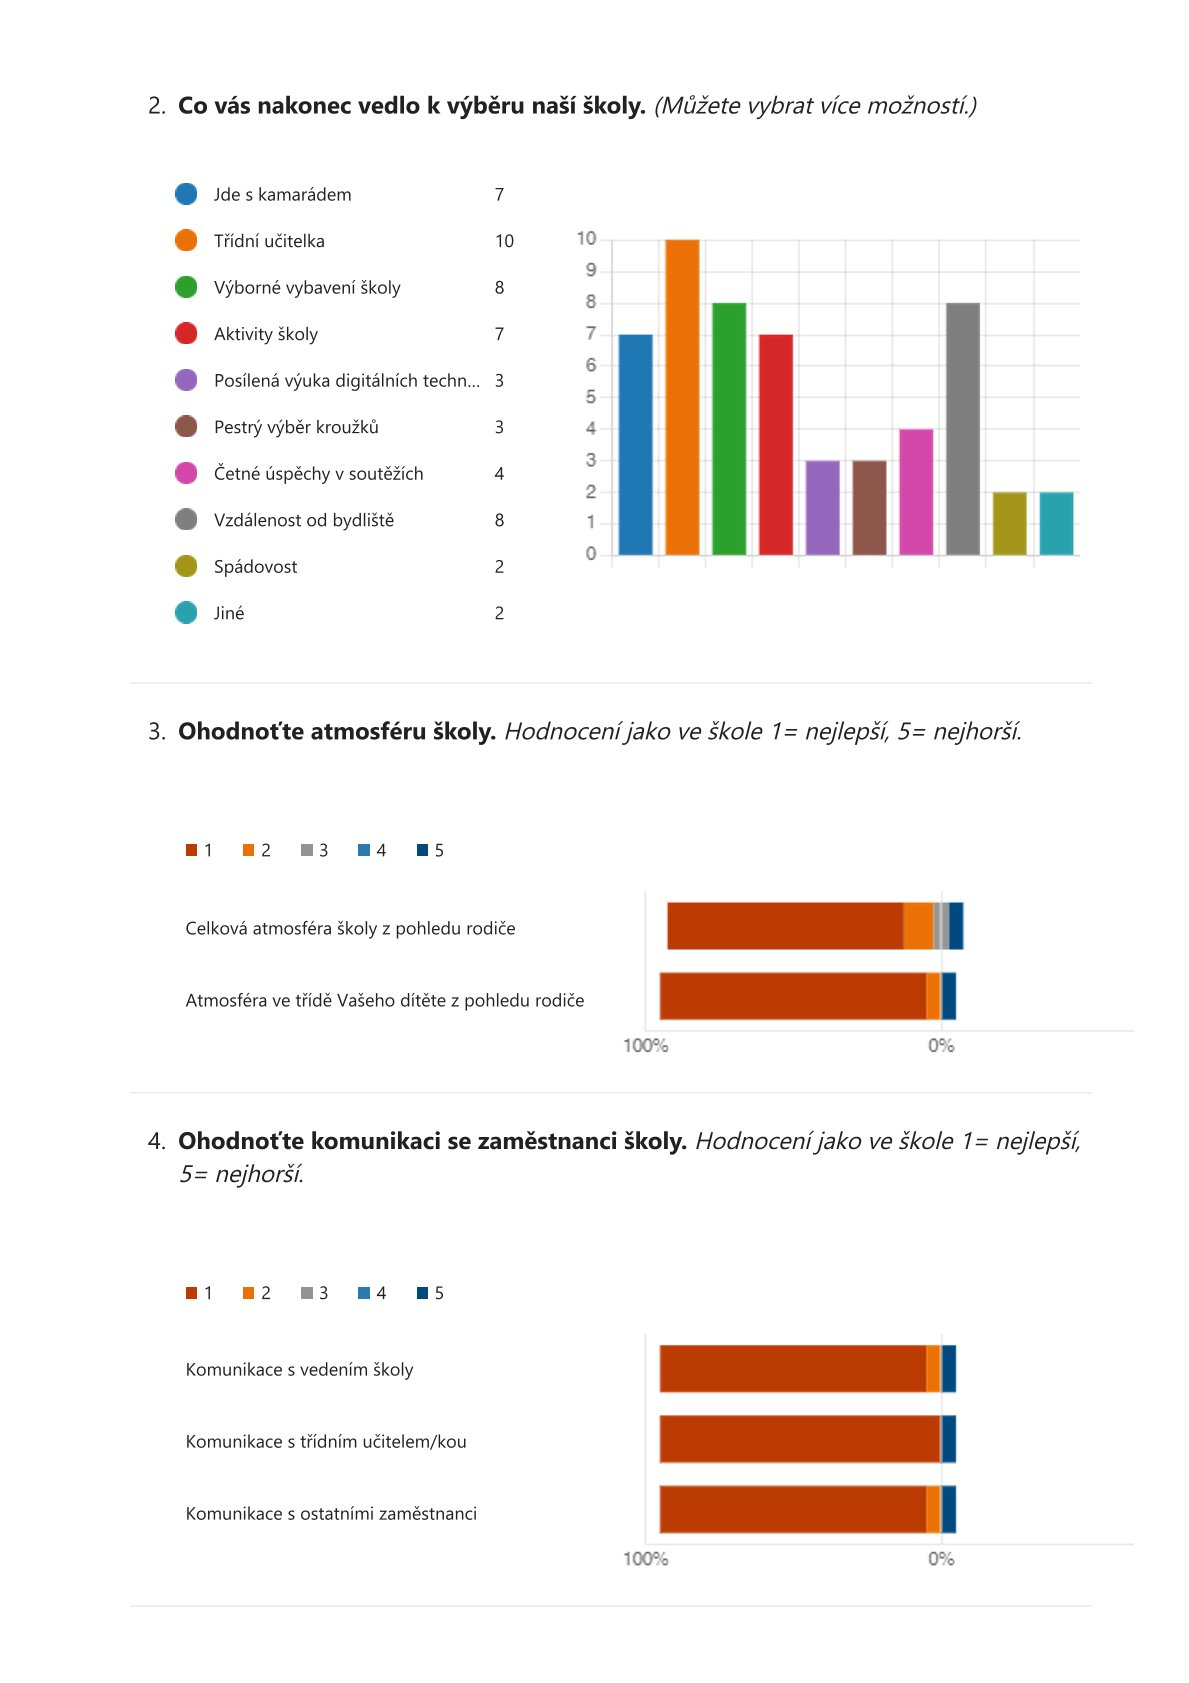 2. Co vás nakonec vedlo k výběru naší školy. (Můžete vybrat více možností.)
Jde s kamarádem 7
Třídní učitelka 10
Výborné vybavení školy 8
Aktivity školy 7
Posílená výuka digitálních techn... 3
Pestrý výběr kroužků 3
Četné úspěchy v soutěžích 4
Vzdálenost od bydliště 8
Spádovost 2
Jiné 2
10
9
8
7
6
5
4
3
2
1
0
3. Ohodnoťte atmosféru školy. Hodnocení jako ve škole 1= nejlepší, 5= nejhorší.
1 2 3 4 5
Celková atmosféra školy z pohledu rodiče
Atmosféra ve třídě Vašeho dítěte z pohledu rodiče
100% 0%
4. Ohodnoťte komunikaci se zaměstnanci školy. Hodnocení jako ve škole 1= nejlepší,
5= nejhorší.
1 2 3 4 5
Komunikace s vedením školy
Komunikace s třídním učitelem/kou
Komunikace s ostatními zaměstnanci
100% 0%